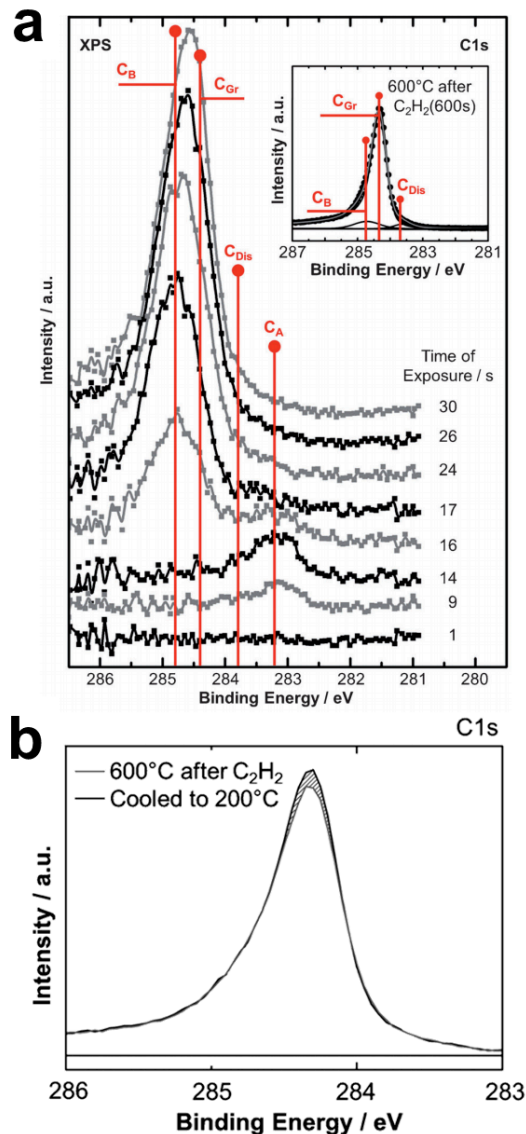 a
XPS
C1s
C_B
C_Gr
C_Dis
C_A
Intensity / a.u.
600°C after
C₂H₂(600s)
C_Gr
C_B
C_Dis
Intensity / a.u.
287 285 283 281
Binding Energy / eV
Time of
Exposure / s
30
26
24
17
16
14
9
1
286 285 284 283 282 281 280
Binding Energy / eV
b
C1s
600°C after C₂H₂
Cooled to 200°C
Intensity / a.u.
286 285 284 283
Binding Energy / eV